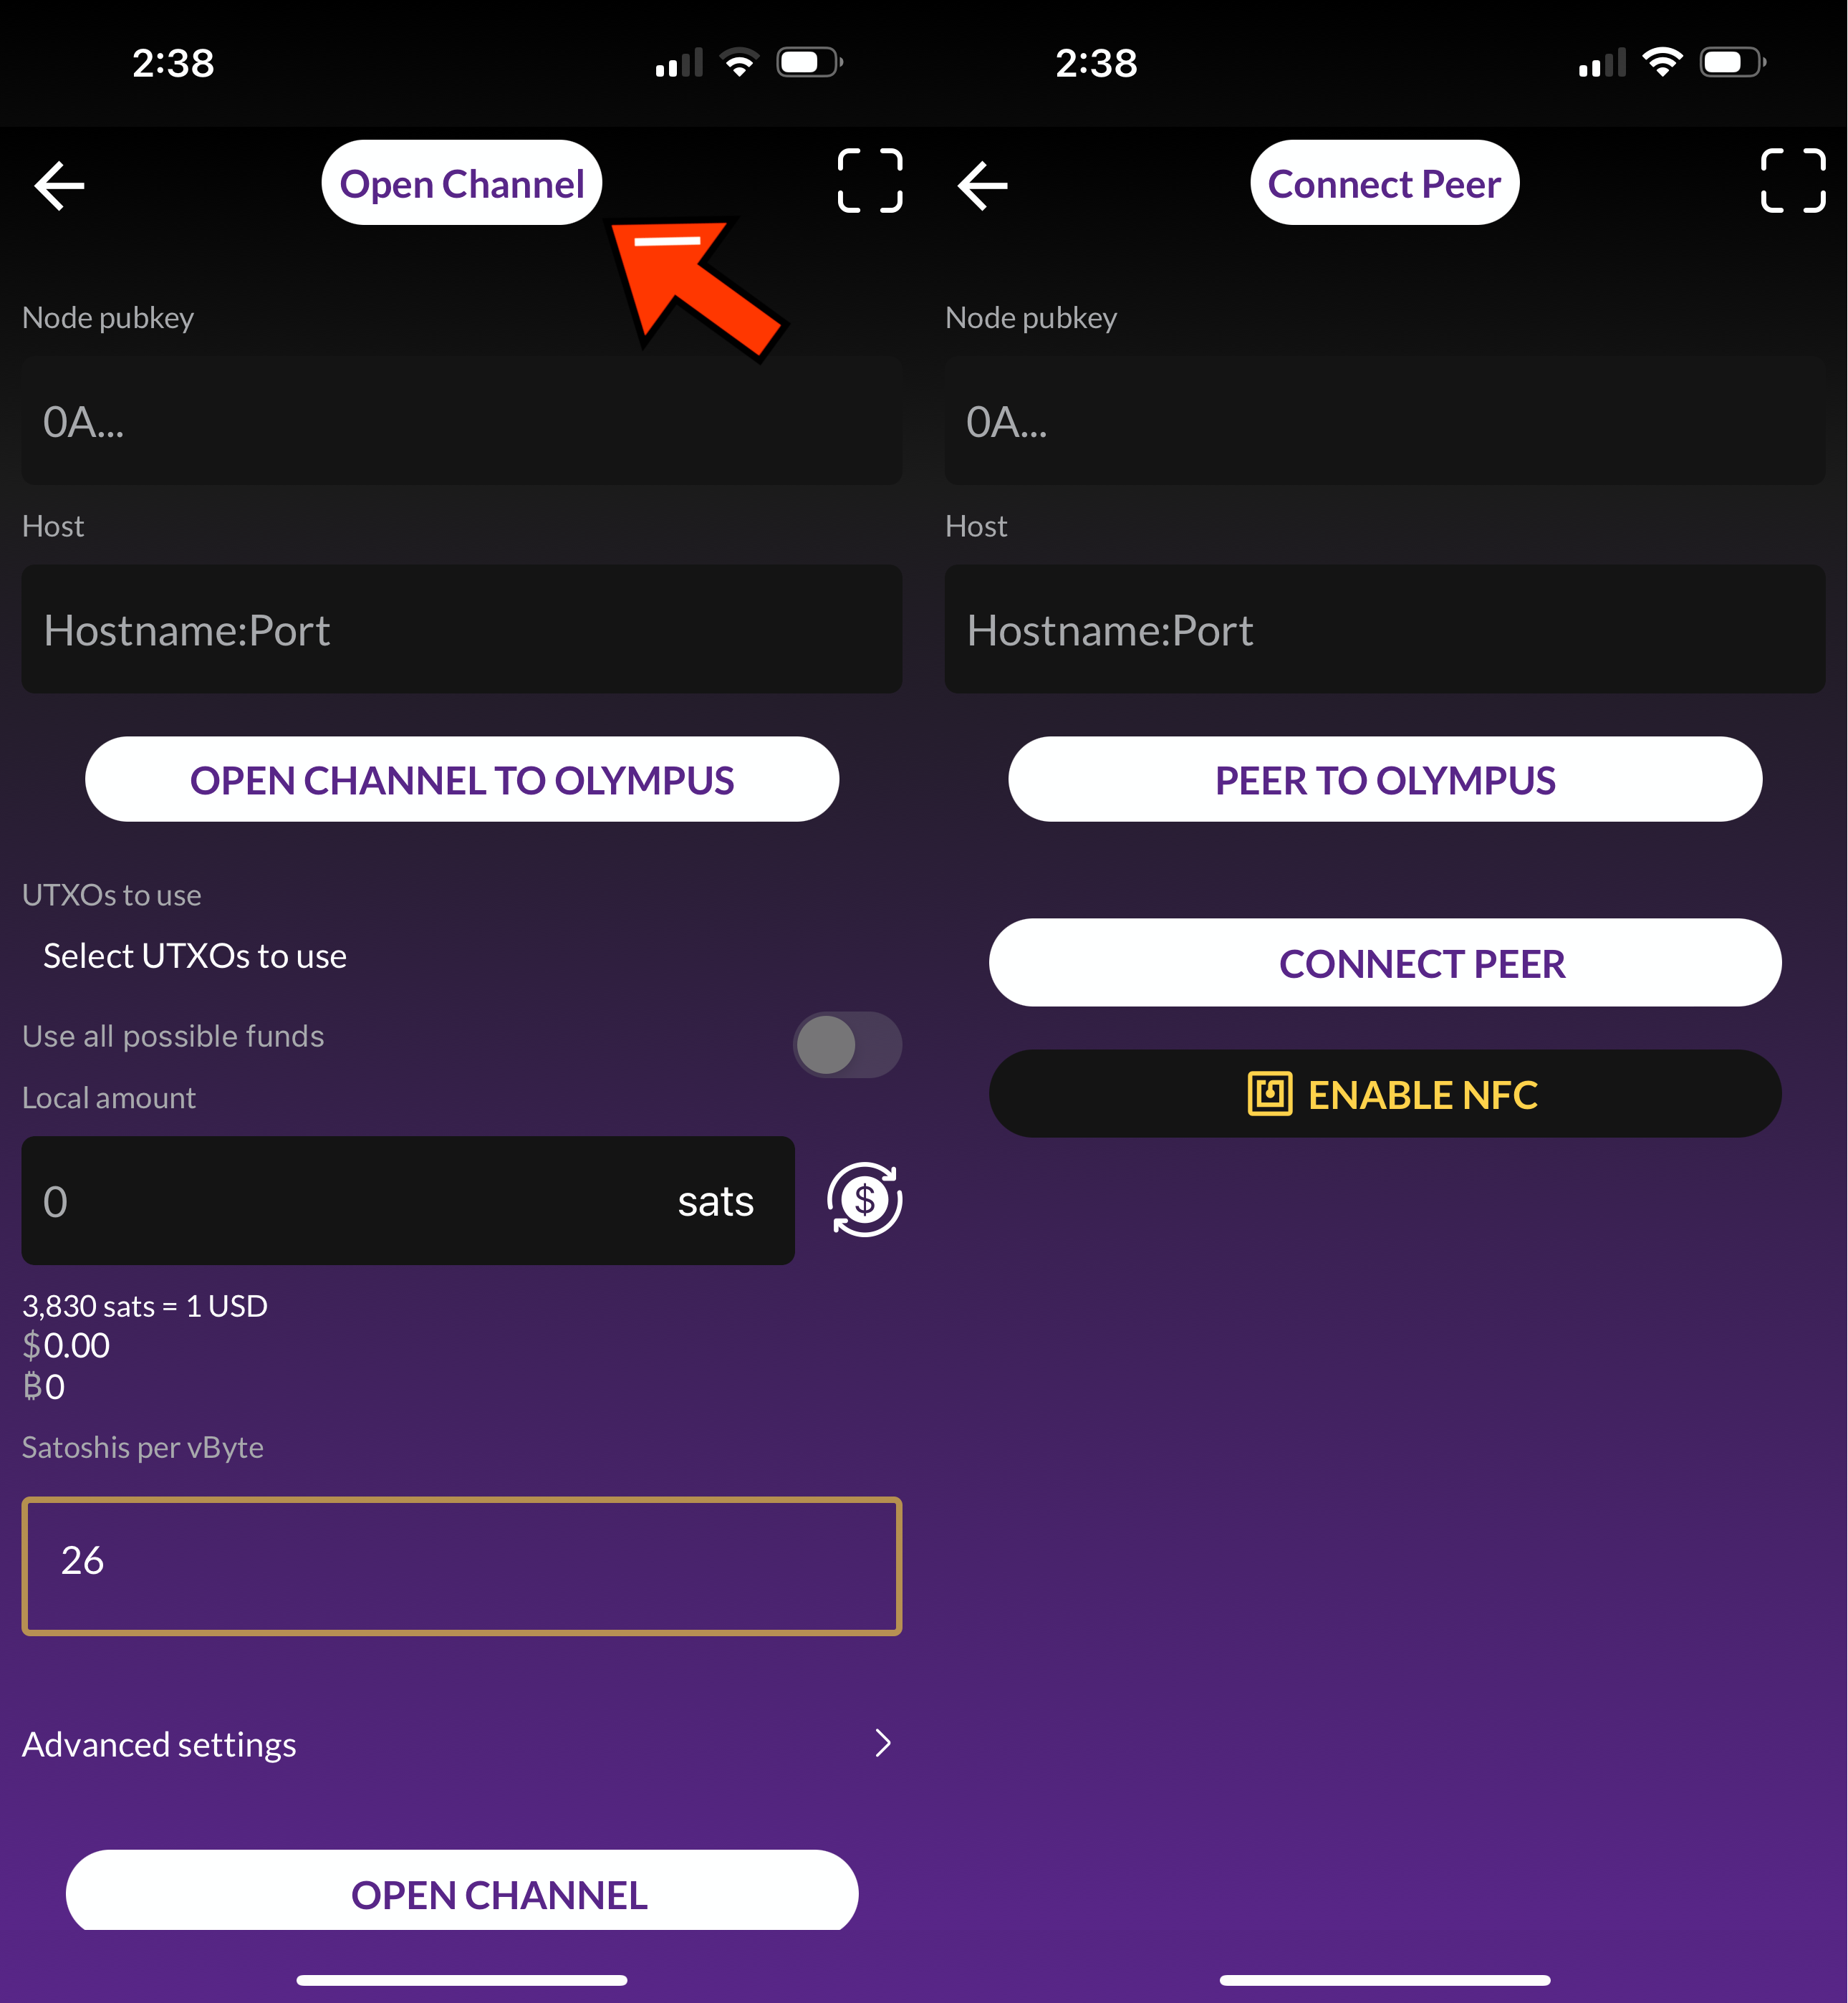 2:38
Open Channel
Node pubkey
0A...
Host
Hostname:Port
OPEN CHANNEL TO OLYMPUS
UTXOs to use
Select UTXOs to use
Use all possible funds
Local amount
0 sats
$
3,830 sats = 1 USD
$0.00
₿0
Satoshis per vByte
26
Advanced settings
OPEN CHANNEL
2:38
Connect Peer
Node pubkey
0A...
Host
Hostname:Port
PEER TO OLYMPUS
CONNECT PEER
ENABLE NFC